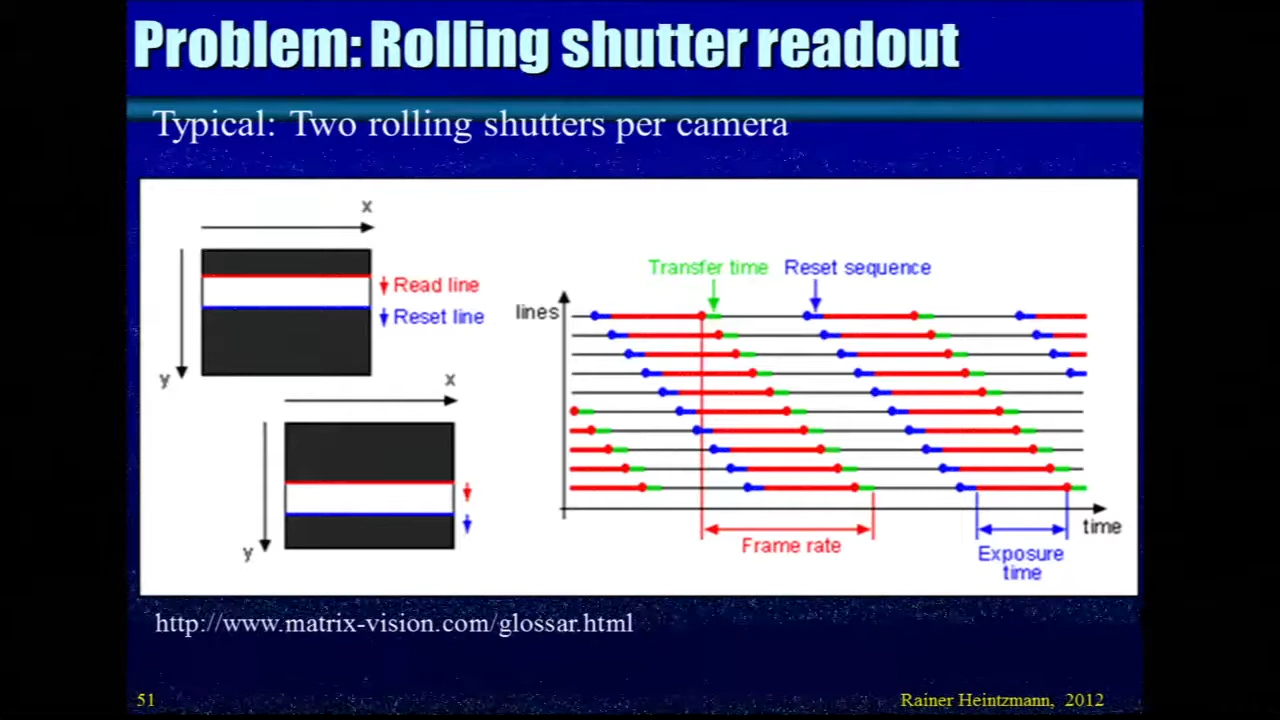 Problem: Rolling shutter readout
Typical: Two rolling shutters per camera
x
Read line
Reset line
y
x
y
Transfer time
Reset sequence
lines
time
Frame rate
Exposure
time
http://www.matrix-vision.com/glossar.html
51
Rainer Heintzmann, 2012